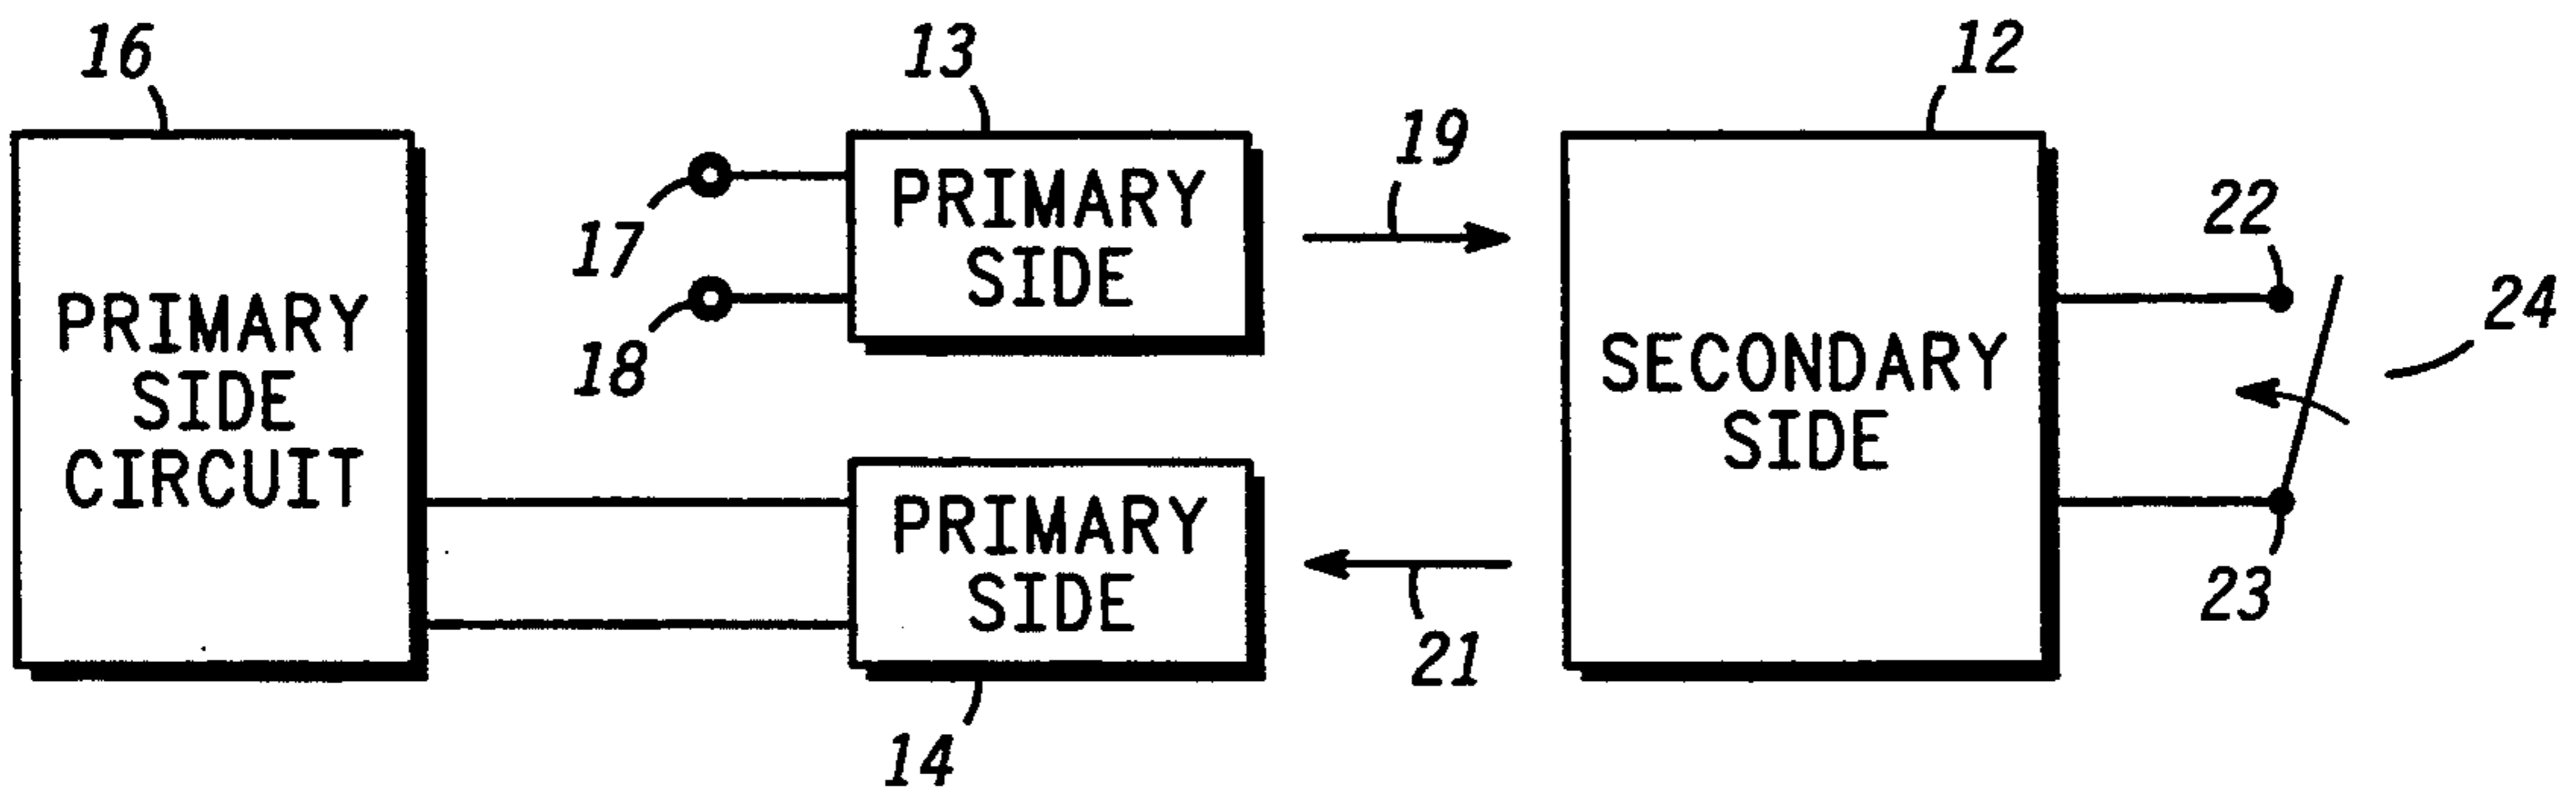 16
13
12
19
17
18
PRIMARY
SIDE
CIRCUIT
PRIMARY
SIDE
PRIMARY
SIDE
14
21
SECONDARY
SIDE
22
24
23